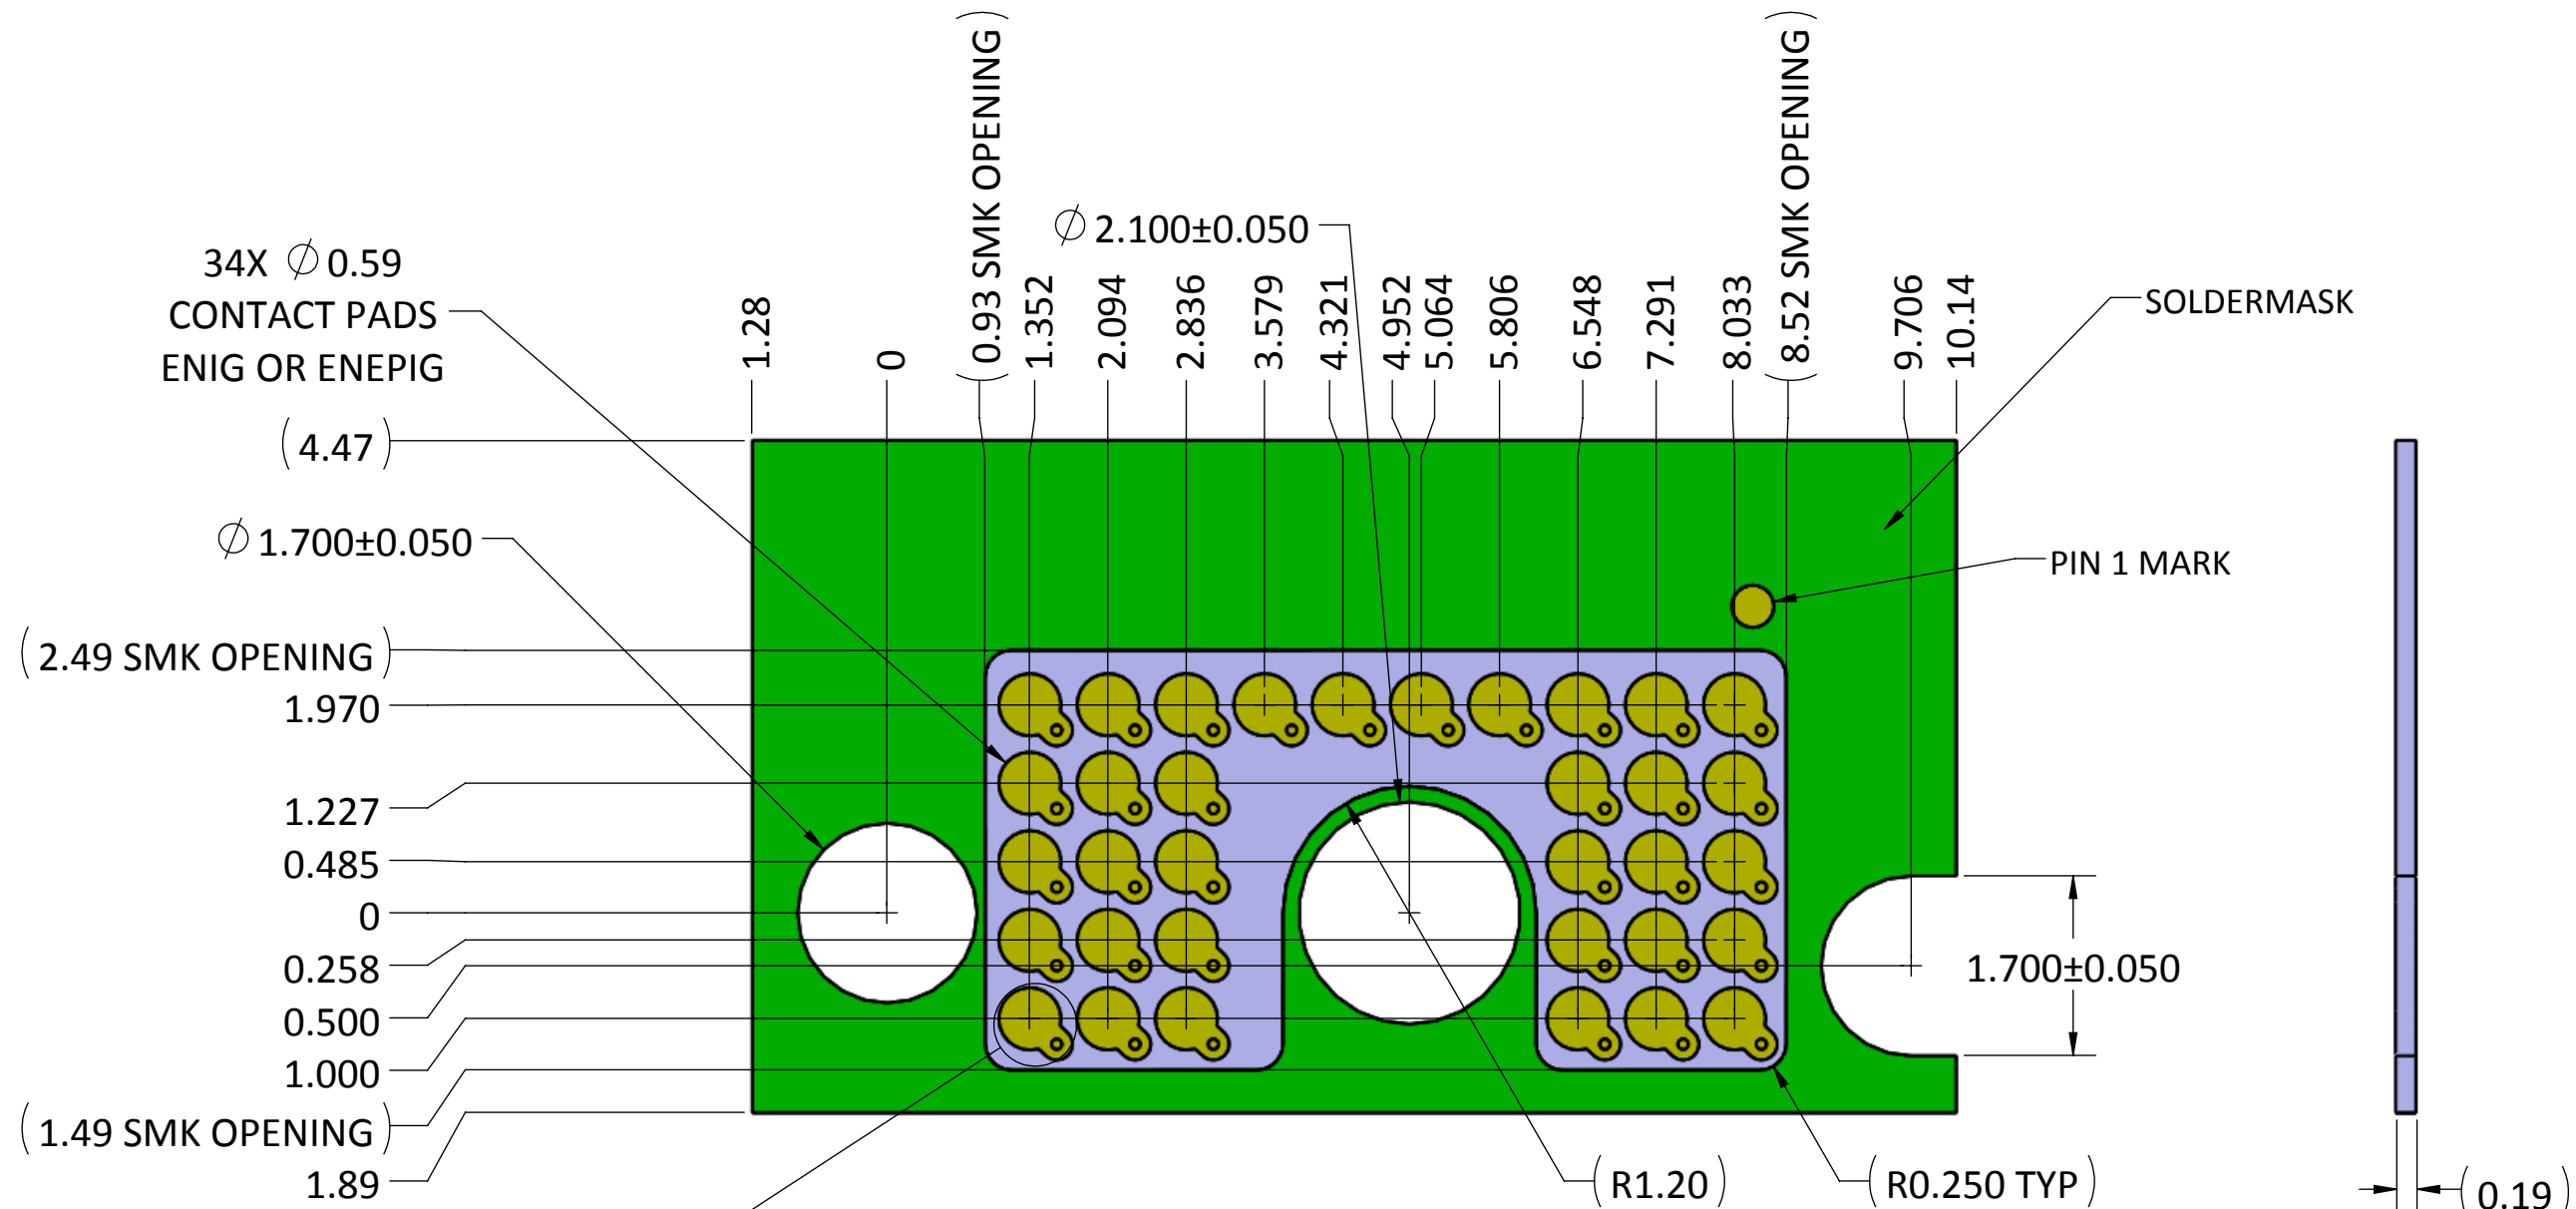 (0.93 SMK OPENING)
(8.52 SMK OPENING)
⌀ 2.100±0.050
34X ⌀ 0.59
CONTACT PADS
ENIG OR ENEPIG
1.28
0
1.352
2.094
2.836
3.579
4.321
4.952
5.064
5.806
6.548
7.291
8.033
9.706
10.14
SOLDERMASK
(4.47)
⌀ 1.700±0.050
PIN 1 MARK
(2.49 SMK OPENING)
1.970
1.227
0.485
0
0.258
0.500
1.000
(1.49 SMK OPENING)
1.89
1.700±0.050
(R1.20)
(R0.250 TYP)
(0.19)